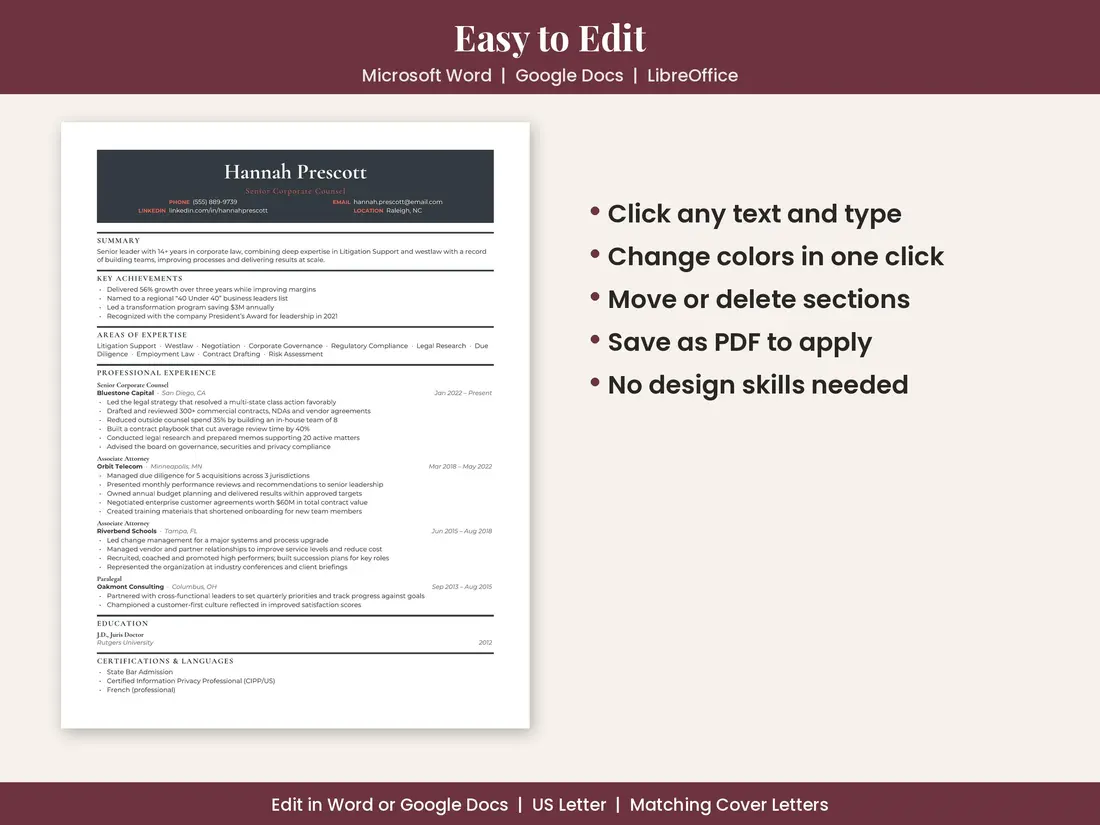 Easy to Edit
Microsoft Word | Google Docs | LibreOffice
Hannah Prescott
Senior Corporate Counsel
PHONE (555) 889-9739 EMAIL hannah.prescott@email.com
LINKEDIN linkedin.com/in/hannahprescott LOCATION Raleigh, NC
SUMMARY
Senior leader with 14+ years in corporate law, combining deep expertise in Litigation Support and westlaw with a record
of building teams, improving processes and delivering results at scale.
KEY ACHIEVEMENTS
- Delivered 56% growth over three years while improving margins
- Named to a regional "40 Under 40" business leaders list
- Led a transformation program saving $3M annually
- Recognized with the company President's Award for leadership in 2021
AREAS OF EXPERTISE
Litigation Support · Westlaw · Negotiation · Corporate Governance · Regulatory Compliance · Legal Research · Due
Diligence · Employment Law · Contract Drafting · Risk Assessment
PROFESSIONAL EXPERIENCE
Senior Corporate Counsel
Bluestone Capital · San Diego, CA Jan 2022 – Present
- Led the legal strategy that resolved a multi-state class action favorably
- Drafted and reviewed 300+ commercial contracts, NDAs and vendor agreements
- Reduced outside counsel spend 35% by building an in-house team of 8
- Built a contract playbook that cut average review time by 40%
- Conducted legal research and prepared memos supporting 20 active matters
- Advised the board on governance, securities and privacy compliance
Associate Attorney
Orbit Telecom · Minneapolis, MN Mar 2018 – May 2022
- Managed due diligence for 5 acquisitions across 3 jurisdictions
- Presented monthly performance reviews and recommendations to senior leadership
- Owned annual budget planning and delivered results within approved targets
- Negotiated enterprise customer agreements worth $60M in total contract value
- Created training materials that shortened onboarding for new team members
Associate Attorney
Riverbend Schools · Tampa, FL Jun 2015 – Aug 2018
- Led change management for a major systems and process upgrade
- Managed vendor and partner relationships to improve service levels and reduce cost
- Recruited, coached and promoted high performers; built succession plans for key roles
- Represented the organization at industry conferences and client briefings
Paralegal
Oakmont Consulting · Columbus, OH Sep 2013 – Aug 2015
- Partnered with cross-functional leaders to set quarterly priorities and track progress against goals
- Championed a customer-first culture reflected in improved satisfaction scores
EDUCATION
J.D., Juris Doctor
Rutgers University 2012
CERTIFICATIONS & LANGUAGES
- State Bar Admission
- Certified Information Privacy Professional (CIPP/US)
- French (professional)
• Click any text and type
• Change colors in one click
• Move or delete sections
• Save as PDF to apply
• No design skills needed
Edit in Word or Google Docs | US Letter | Matching Cover Letters